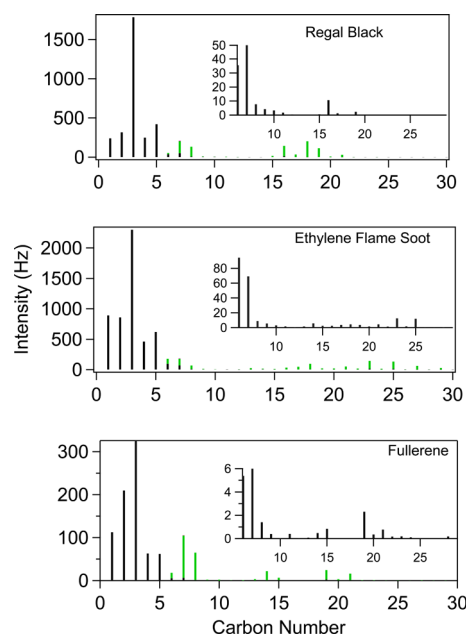 Regal Black
1500
1000
500
0
50
40
30
20
10
0
10 15 20 25
0 5 10 15 20 25 30
Intensity (Hz)
Ethylene Flame Soot
2000
1500
1000
500
0
80
60
40
20
0
10 15 20 25
0 5 10 15 20 25 30
Fullerene
300
200
100
0
6
4
2
0
10 15 20 25
0 5 10 15 20 25 30
Carbon Number